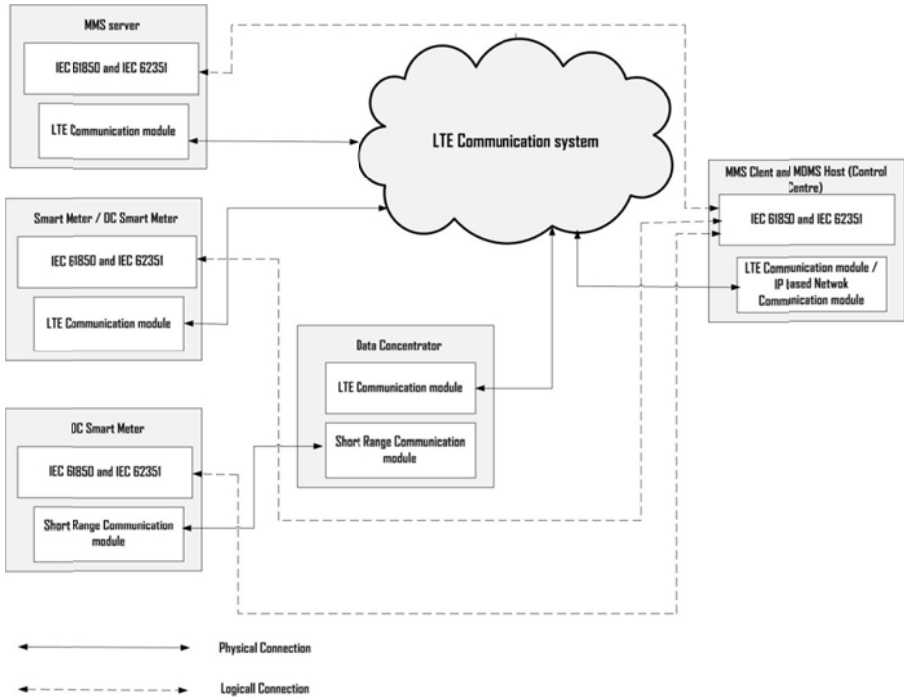 MMS server
IEC 61850 and IEC 62351
LTE Communication module
LTE Communication system
MMS Client and MDMS Host (Control
Centre)
IEC 61850 and IEC 62351
LTE Communication module /
IP based Netwok
Communication module
Smart Meter / DC Smart Meter
IEC 61850 and IEC 62351
LTE Communication module
Data Concentrator
LTE Communication module
Short Range Communication
module
DC Smart Meter
IEC 61850 and IEC 62351
Short Range Communication
module
Physical Connection
Logicall Connection